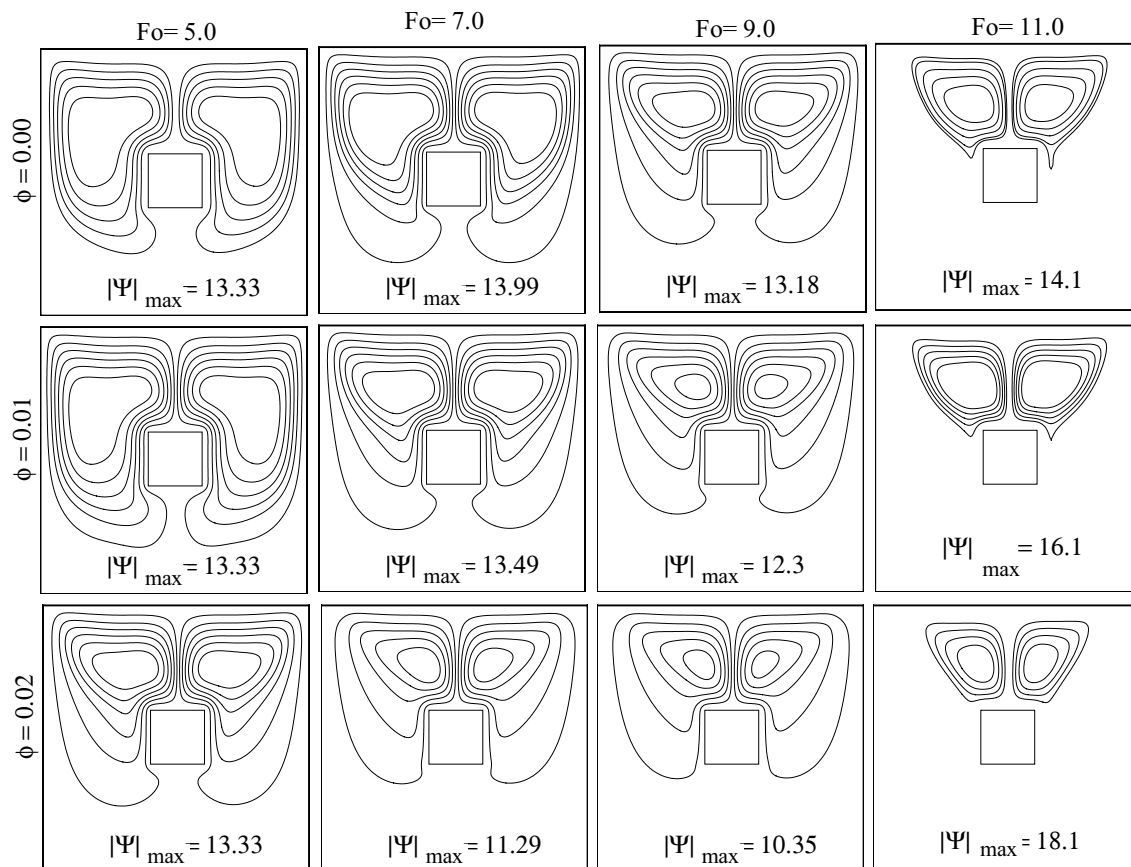 Fo= 5.0 Fo= 7.0 Fo= 9.0 Fo= 11.0
ϕ = 0.00
|Ψ| max = 13.33 |Ψ| max = 13.99 |Ψ| max = 13.18 |Ψ| max = 14.1
ϕ = 0.01
|Ψ| max = 13.33 |Ψ| max = 13.49 |Ψ| max = 12.3 |Ψ| max = 16.1
ϕ = 0.02
|Ψ| max = 13.33 |Ψ| max = 11.29 |Ψ| max = 10.35 |Ψ| max = 18.1